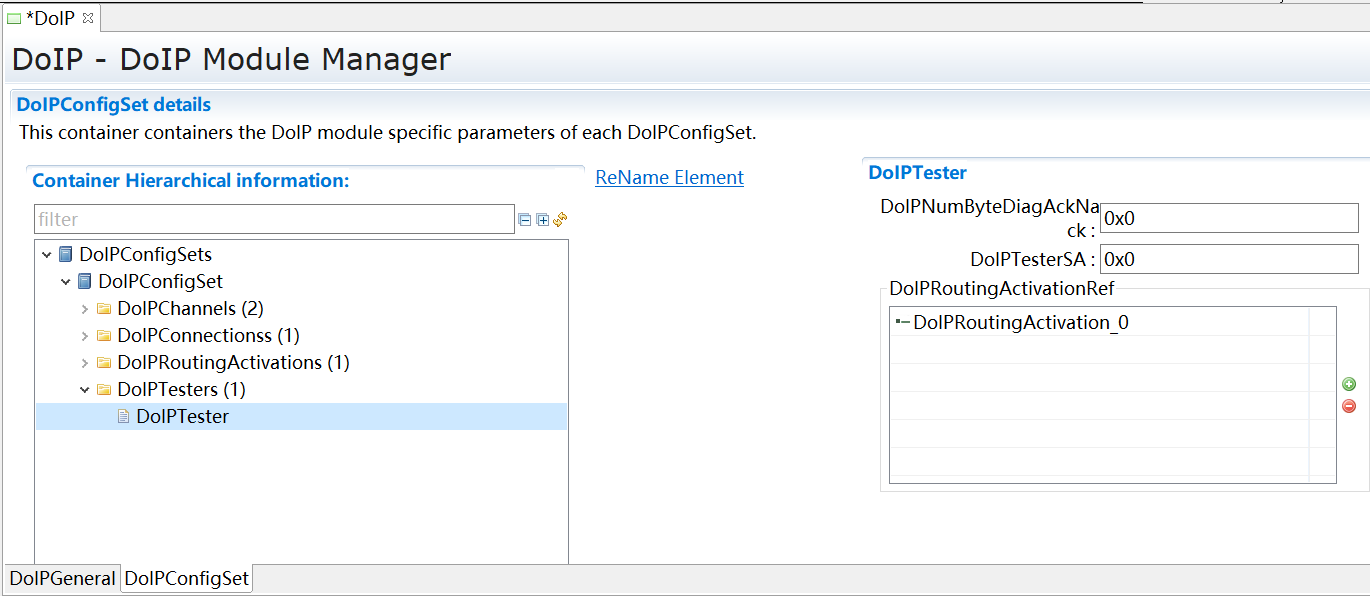 *DoIP
DoIP - DoIP Module Manager
DoIPConfigSet details
This container containers the DoIP module specific parameters of each DoIPConfigSet.
Container Hierarchical information:
filter
DoIPConfigSets
DoIPConfigSet
DoIPChannels (2)
DoIPConnectionss (1)
DoIPRoutingActivations (1)
DoIPTesters (1)
DoIPTester
ReName Element
DoIPTester
DoIPNumByteDiagAckNa
ck :
0x0
DoIPTesterSA :
0x0
DoIPRoutingActivationRef
DoIPRoutingActivation_0
DoIPGeneral
DoIPConfigSet